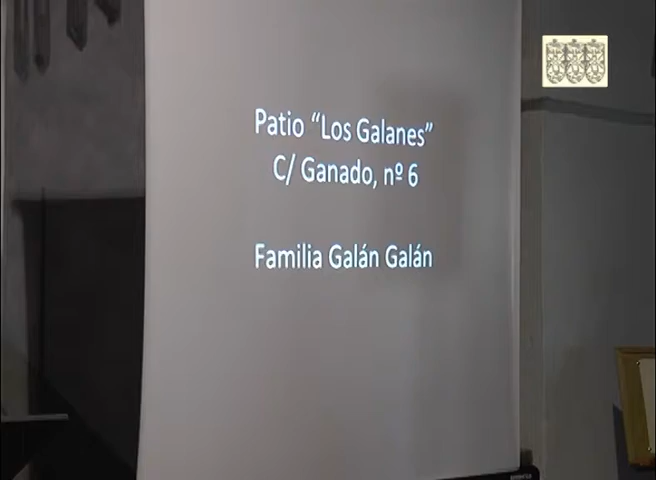 Patio “Los Galanes”
C/ Ganado, nº 6
Familia Galán Galán